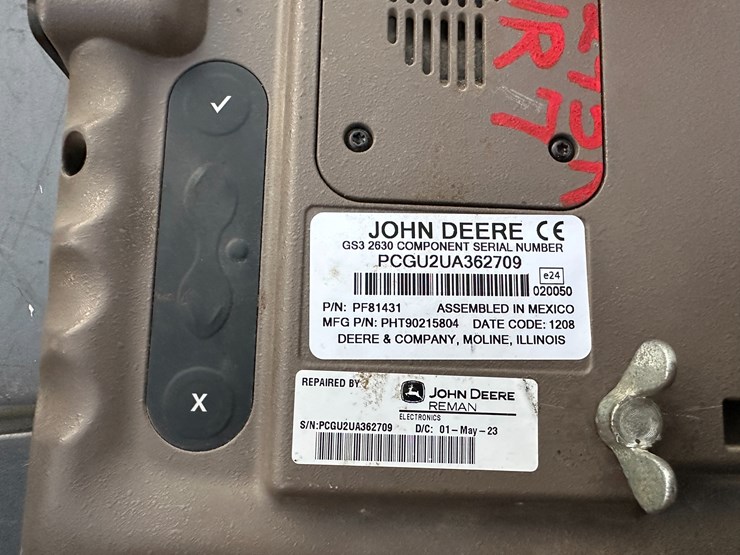 JOHN DEERE CE
GS3 2630 COMPONENT SERIAL NUMBER
PCGU2UA362709
e24
020050
P/N: PF81431 ASSEMBLED IN MEXICO
MFG P/N: PHT90215804 DATE CODE: 1208
DEERE & COMPANY, MOLINE, ILLINOIS
REPAIRED BY:
JOHN DEERE
REMAN
ELECTRONICS
S/N:PCGU2UA362709 D/C: 01-May-23
X